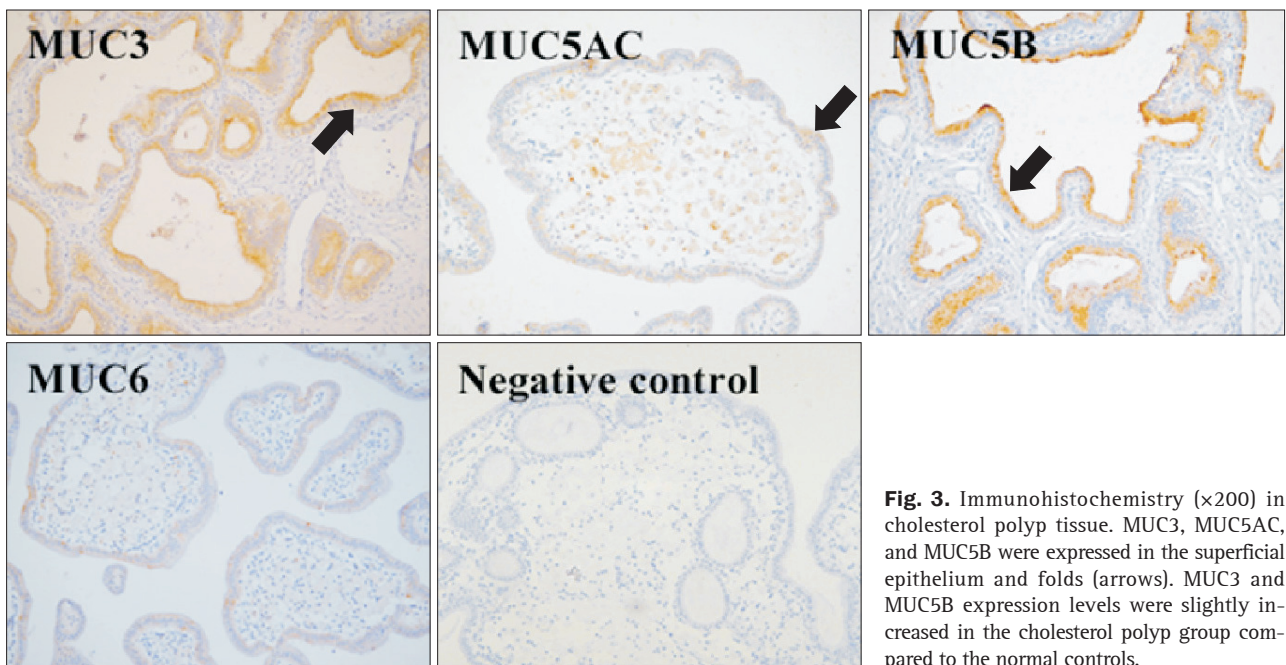 MUC3
MUC5AC
MUC5B
MUC6
Negative control
Fig. 3. Immunohistochemistry (×200) in
cholesterol polyp tissue. MUC3, MUC5AC,
and MUC5B were expressed in the superficial
epithelium and folds (arrows). MUC3 and
MUC5B expression levels were slightly in-
creased in the cholesterol polyp group com-
pared to the normal controls.